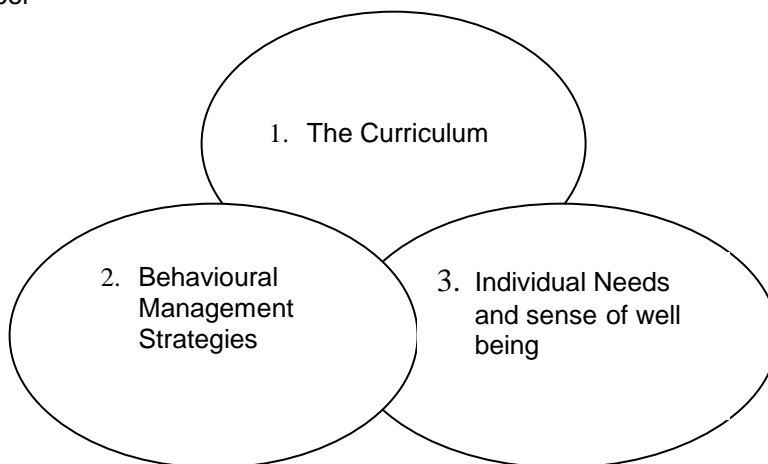 1. The Curriculum
2. Behavioural
Management
Strategies
3. Individual Needs
and sense of well
being